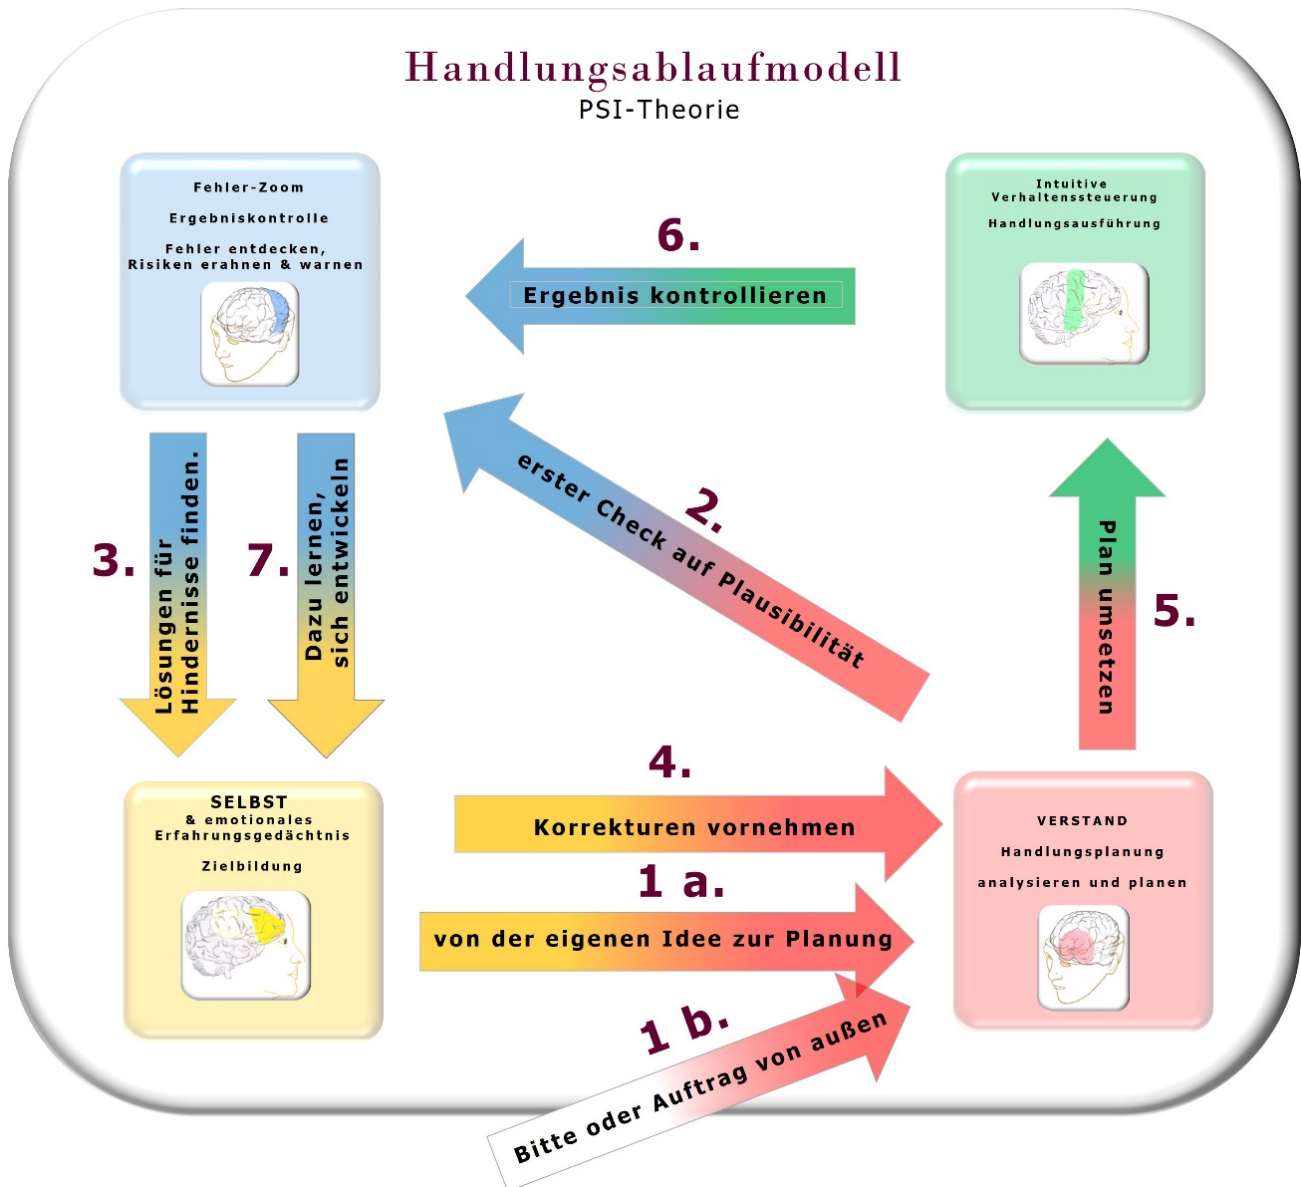 Handlungsablaufmodell
PSI-Theorie
Fehler-Zoom
Ergebniskontrolle
Fehler entdecken,
Risiken erahnen & warnen
6.
Ergebnis kontrollieren
Intuitive
Verhaltenssteuerung
Handlungsausführung
2.
erster Check auf Plausibilität
3.
Lösungen für
Hindernisse finden.
7.
Dazu lernen,
sich entwickeln
5.
Plan umsetzen
SELBST
& emotionales
Erfahrungsgedächtnis
Zielbildung
4.
Korrekturen vornehmen
1 a.
von der eigenen Idee zur Planung
1 b.
Bitte oder Auftrag von außen
VERSTAND
Handlungsplanung
analysieren und planen